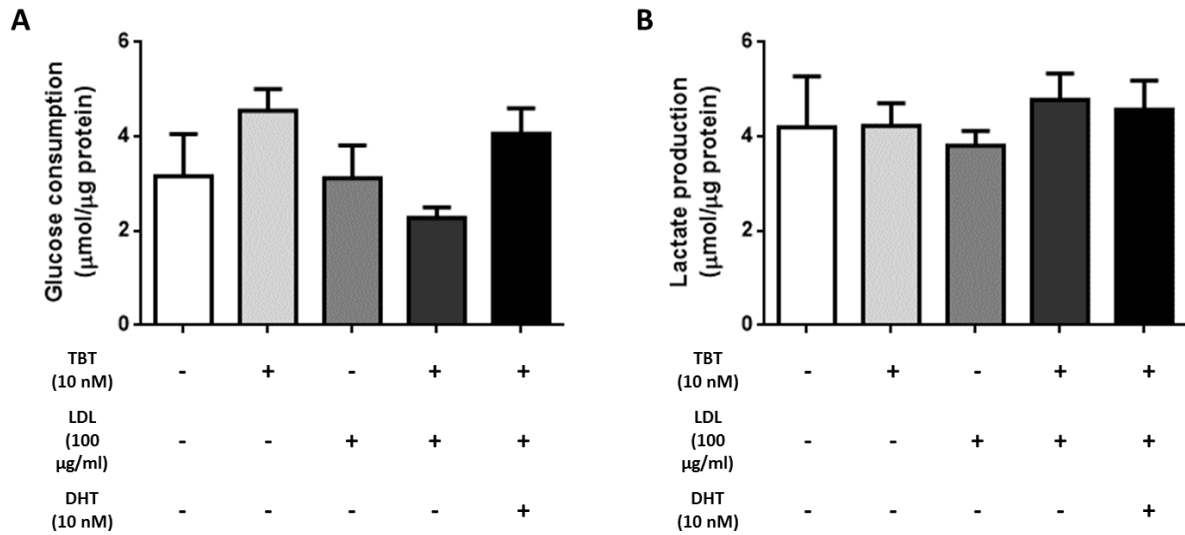 A
Glucose consumption
(μmol/μg protein)
6
4
2
0
TBT
(10 nM)
- + - + +
LDL
(100
μg/ml)
- - + + +
DHT
(10 nM)
- - - - +
B
Lactate production
(μmol/μg protein)
6
4
2
0
TBT
(10 nM)
- + - + +
LDL
(100
μg/ml)
- - + + +
DHT
(10 nM)
- - - - +